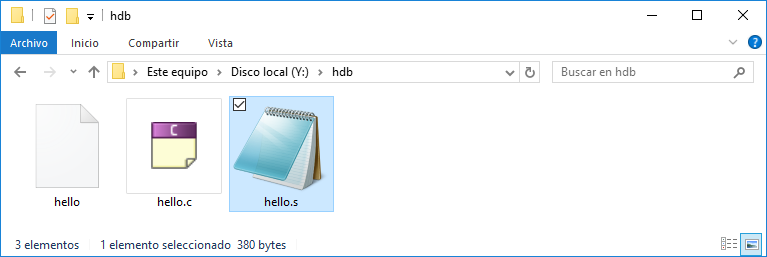 hdb
Archivo Inicio Compartir Vista
Este equipo Disco local (Y:) hdb Buscar en hdb
C
hello hello.c hello.s
3 elementos 1 elemento seleccionado 380 bytes